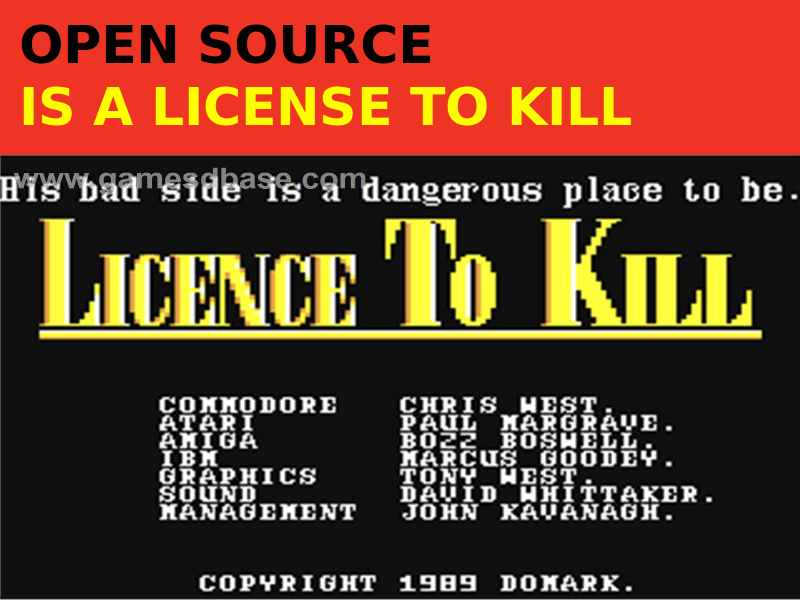 OPEN SOURCE
IS A LICENSE TO KILL
www.gamesdbase.com
His bad side is a dangerous place to be.
LICENCE TO KILL
COMMODORE CHRIS WEST.
ATARI PAUL MARGRAVE.
AMIGA BOZZ BOSWELL.
IBM MARCUS GOODEY.
GRAPHICS TONY WEST.
SOUND DAVID WHITTAKER.
MANAGEMENT JOHN KAVANAGH.
COPYRIGHT 1989 DOMARK.